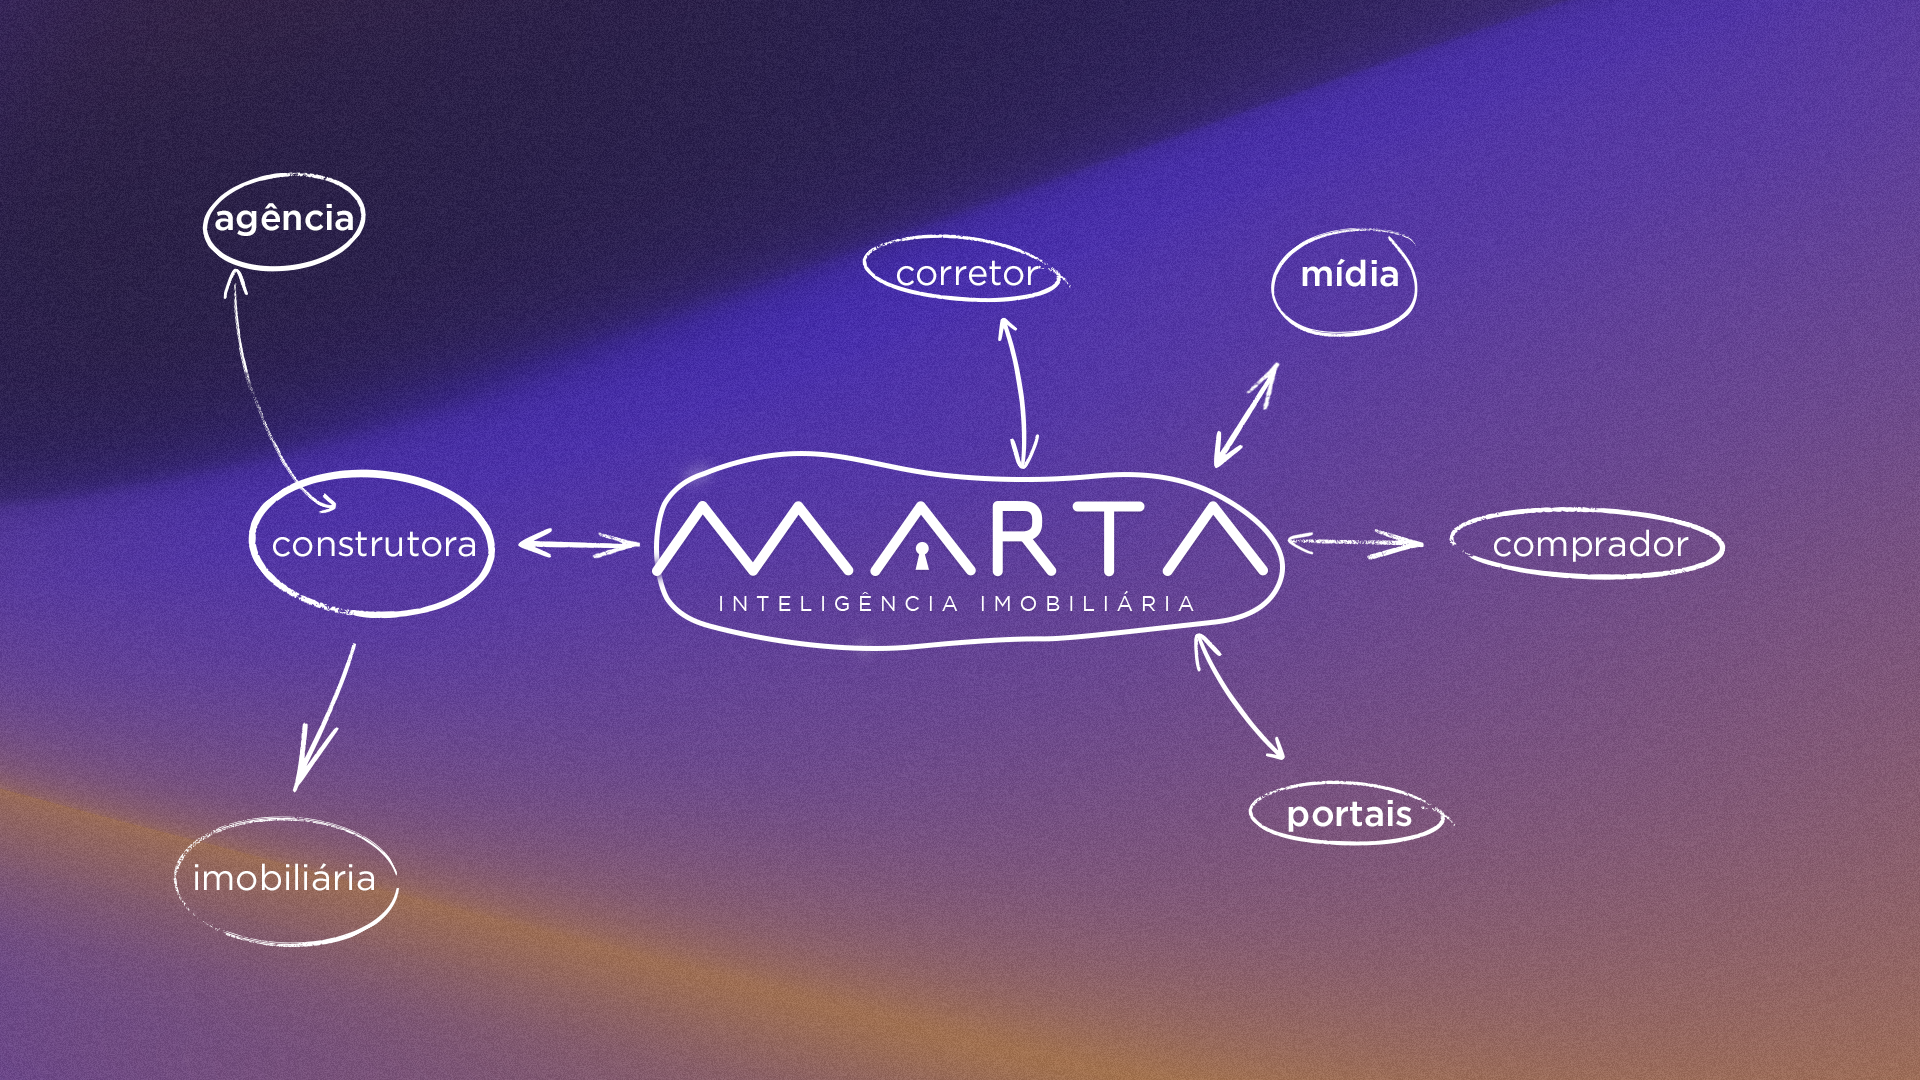 agência
corretor
mídia
construtora
MARTA
INTELIGÊNCIA IMOBILIÁRIA
comprador
portais
imobiliária